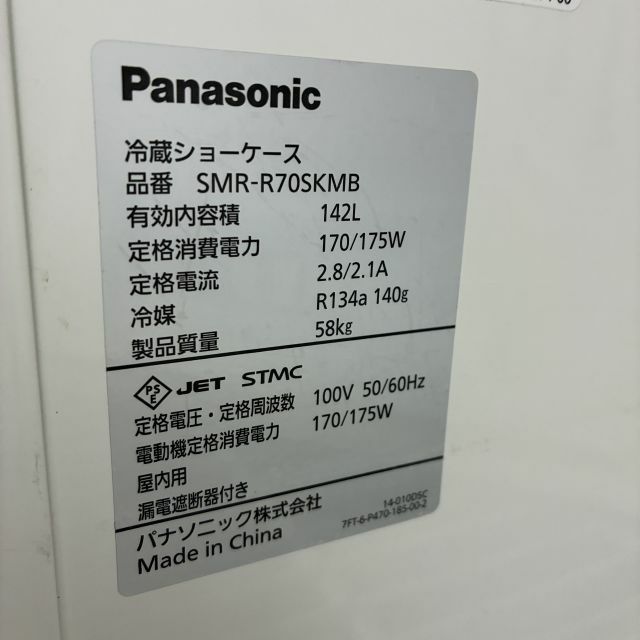 Panasonic
冷蔵ショーケース
品番 SMR-R70SKMB
有効内容積 142L
定格消費電力 170/175W
定格電流 2.8/2.1A
冷媒 R134a 140g
製品質量 58kg
PSE JET STMC
定格電圧・定格周波数 100V 50/60Hz
電動機定格消費電力 170/175W
屋内用
漏電遮断器付き
14-010DSC
パナソニック株式会社 7FT-6-P470-185-00-2
Made in China